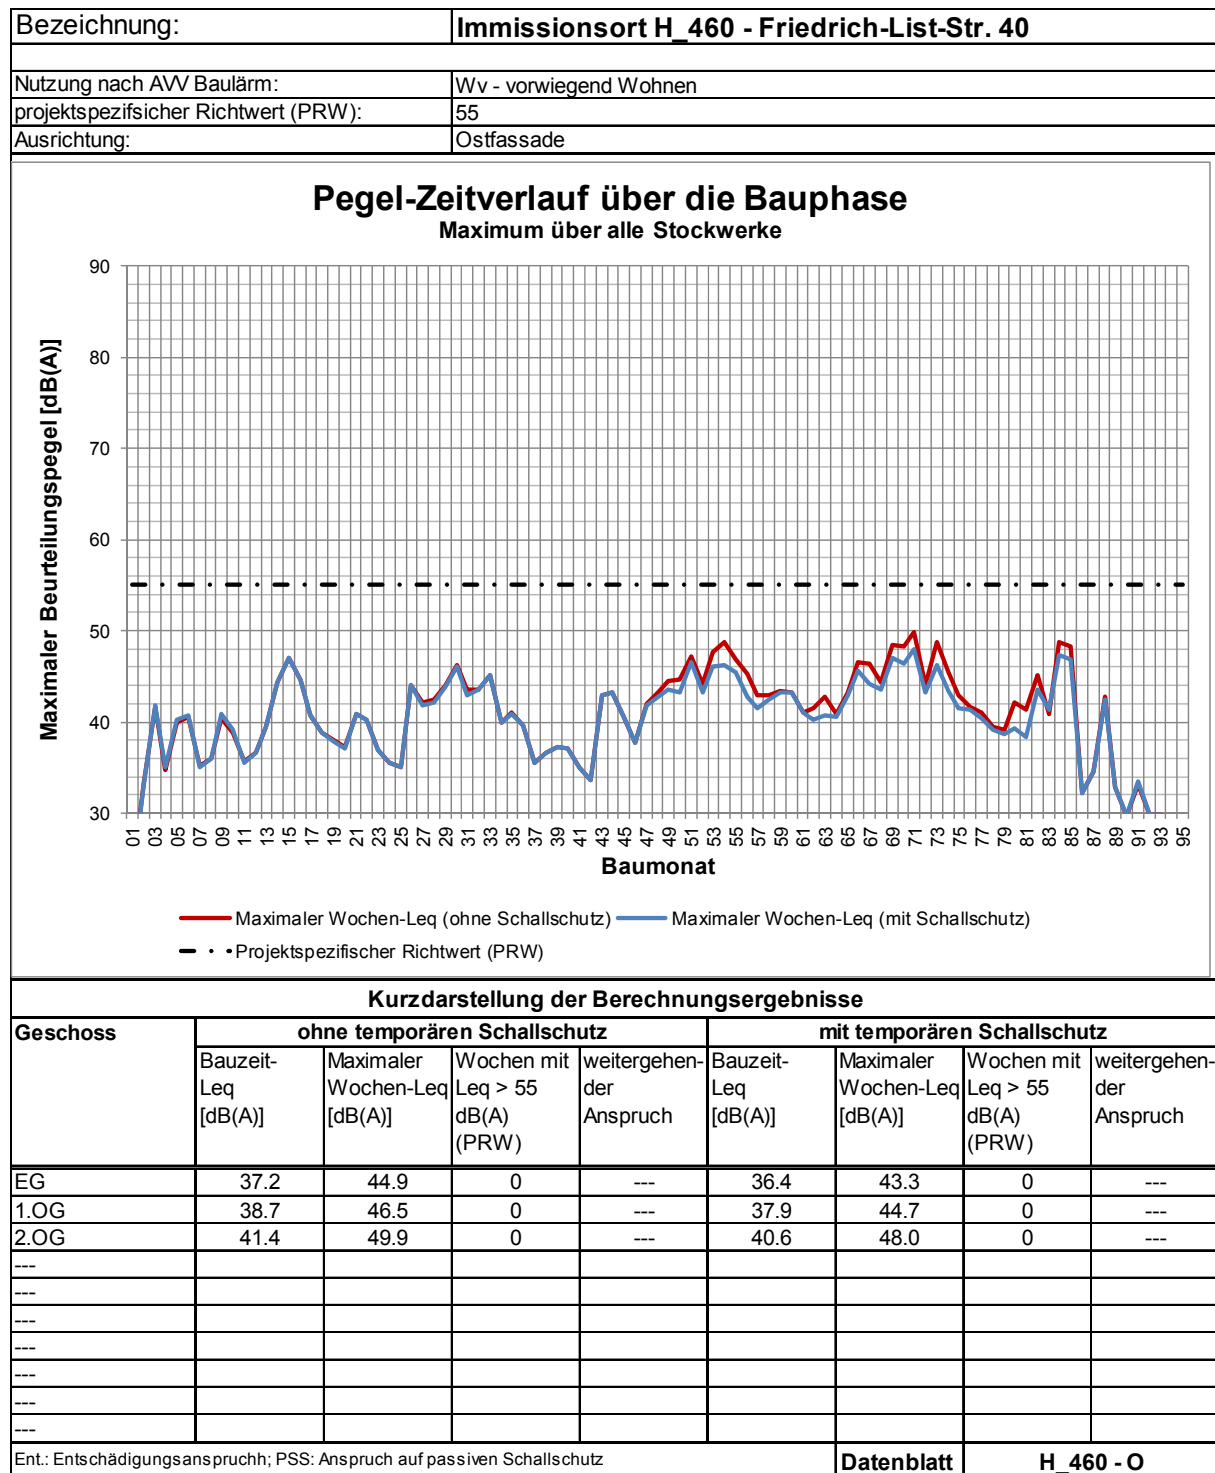 Bezeichnung: Immissionsort H_460 - Friedrich-List-Str. 40
Nutzung nach AVV Baulärm: Wv - vorwiegend Wohnen
projektspezifsicher Richtwert (PRW): 55
Ausrichtung: Ostfassade
Pegel-Zeitverlauf über die Bauphase
Maximum über alle Stockwerke
Maximaler Beurteilungspegel [dB(A)]
90
80
70
60
50
40
30
01 03 05 07 09 11 13 15 17 19 21 23 25 27 29 31 33 35 37 39 41 43 45 47 49 51 53 55 57 59 61 63 65 67 69 71 73 75 77 79 81 83 85 87 89 91 93 95
Baumonat
Maximaler Wochen-Leq (ohne Schallschutz) Maximaler Wochen-Leq (mit Schallschutz)
Projektspezifischer Richtwert (PRW)
Kurzdarstellung der Berechnungsergebnisse
Geschoss ohne temporären Schallschutz mit temporären Schallschutz
Bauzeit- Maximaler Wochen mit weitergehen- Bauzeit- Maximaler Wochen mit weitergehen-
Leq Wochen-Leq Leq > 55 der Leq Wochen-Leq Leq > 55 der
[dB(A)] [dB(A)] dB(A) Anspruch [dB(A)] [dB(A)] dB(A) Anspruch
(PRW) (PRW)
EG 37.2 44.9 0 --- 36.4 43.3 0 ---
1.OG 38.7 46.5 0 --- 37.9 44.7 0 ---
2.OG 41.4 49.9 0 --- 40.6 48.0 0 ---
---
---
---
---
---
---
---
Ent.: Entschädigungsanspruchh; PSS: Anspruch auf passiven Schallschutz Datenblatt H_460 - O